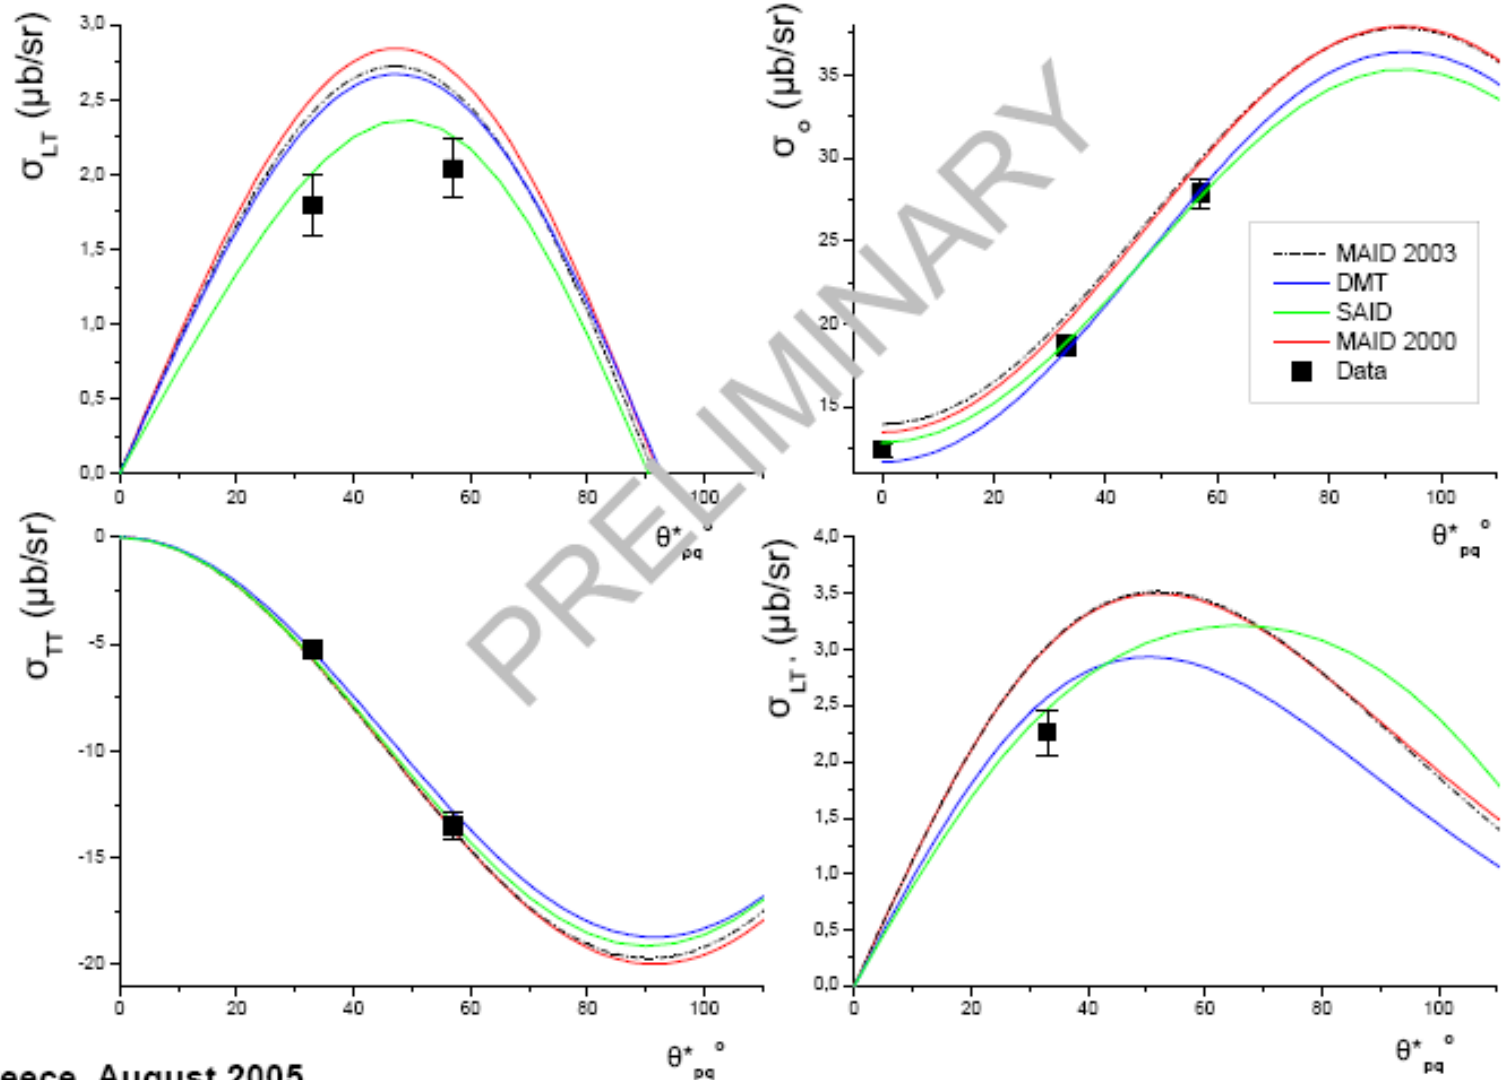 σLT (μb/sr)
3,0
2,5
2,0
1,5
1,0
0,5
0,0
0 20 40 60 80 100
θ*pq °
σo (μb/sr)
35
30
25
20
15
0 20 40 60 80 100
θ*pq °
MAID 2003
DMT
SAID
MAID 2000
Data
PRELIMINARY
σTT (μb/sr)
0
-5
-10
-15
-20
0 20 40 60 80 100
θ*pq °
σLT' (μb/sr)
4,0
3,5
3,0
2,5
2,0
1,5
1,0
0,5
0,0
0 20 40 60 80 100
θ*pq °
eece, August 2005